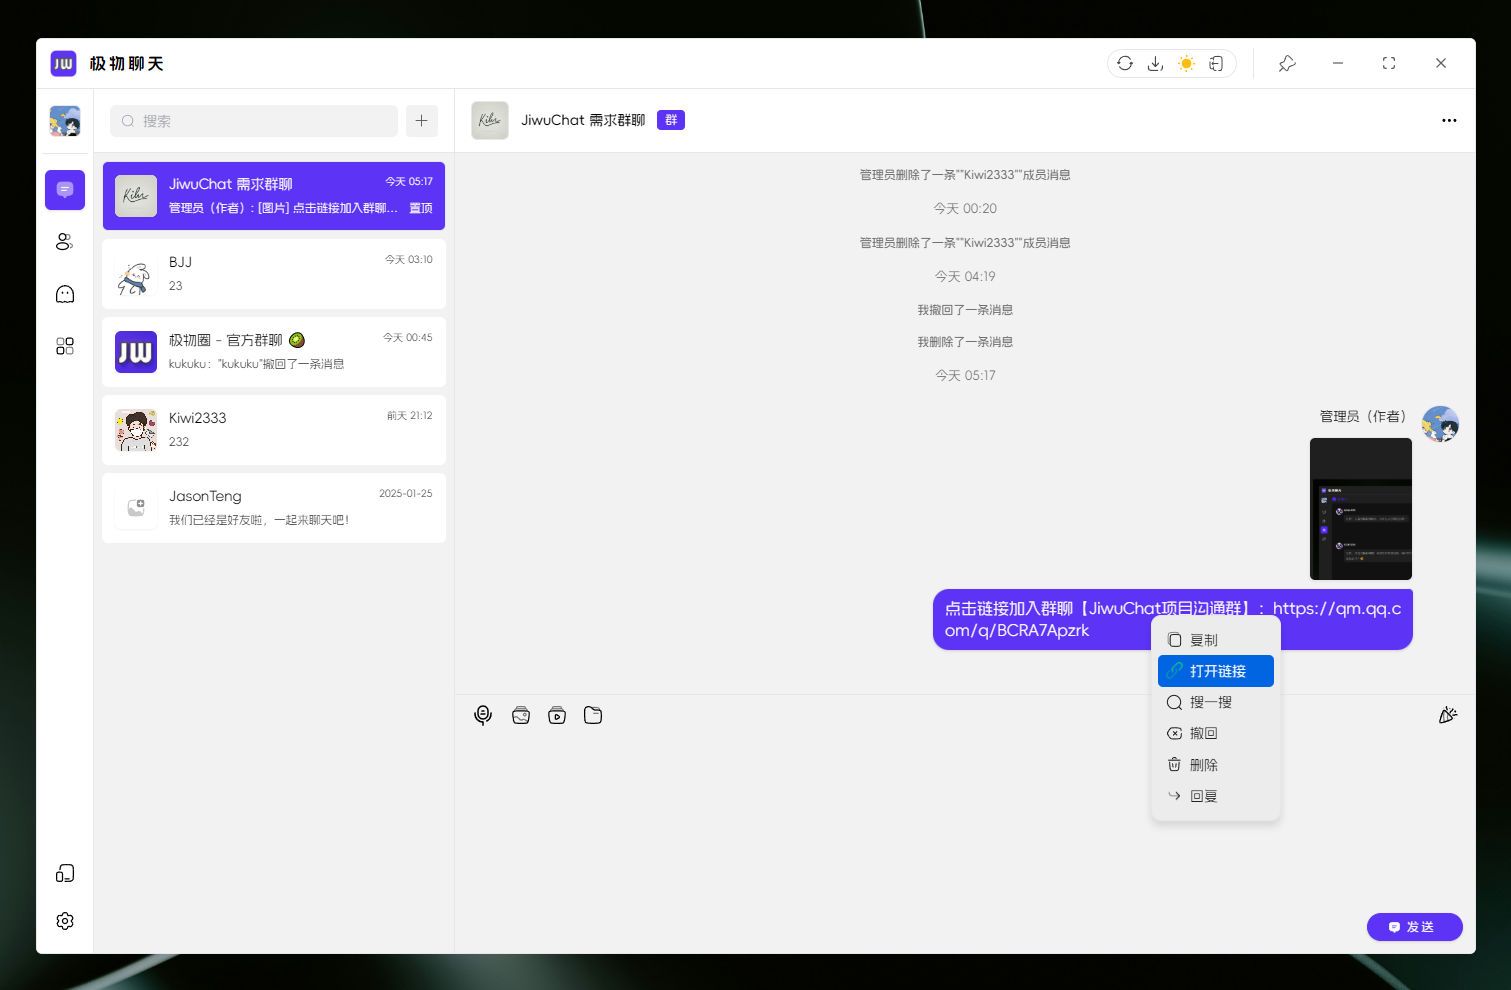 JW 极物聊天
搜索
JiwuChat 需求群聊 今天 05:17
管理员（作者）: [图片] 点击链接加入群聊... 置顶
BJJ 今天 03:10
23
JW
极物圈 - 官方群聊 今天 00:45
kukuku: "kukuku"撤回了一条消息
Kiwi2333 前天 21:12
232
JasonTeng 2025-01-25
我们已经是好友啦，一起来聊天吧!
Kiwi
JiwuChat 需求群聊 群
管理员删除了一条""Kiwi2333""成员消息
今天 00:20
管理员删除了一条""Kiwi2333""成员消息
今天 04:19
我撤回了一条消息
我删除了一条消息
今天 05:17
管理员（作者）
点击链接加入群聊【JiwuChat项目沟通群】: https://qm.qq.c
om/q/BCRA7Apzrk
复制
打开链接
搜一搜
撤回
删除
回复
发送